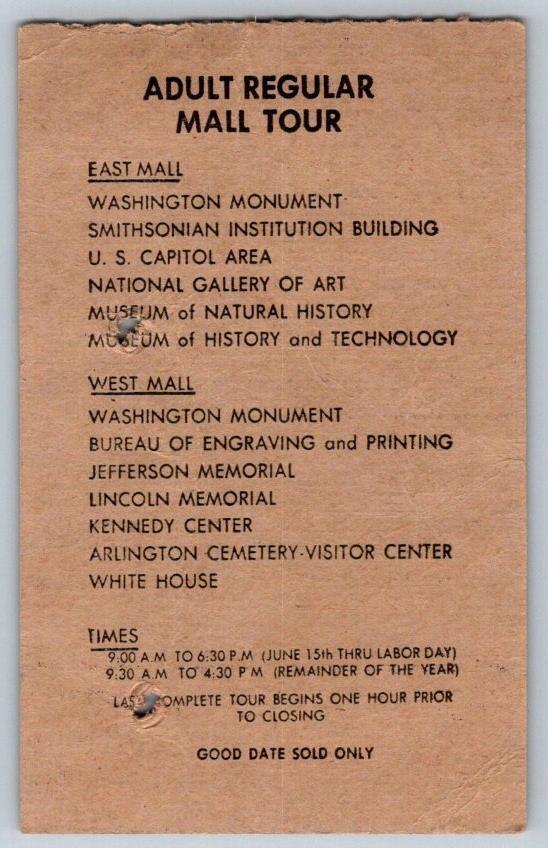 ADULT REGULAR
MALL TOUR
EAST MALL
WASHINGTON MONUMENT
SMITHSONIAN INSTITUTION BUILDING
U. S. CAPITOL AREA
NATIONAL GALLERY OF ART
MUSEUM of NATURAL HISTORY
MUSEUM of HISTORY and TECHNOLOGY
WEST MALL
WASHINGTON MONUMENT
BUREAU OF ENGRAVING and PRINTING
JEFFERSON MEMORIAL
LINCOLN MEMORIAL
KENNEDY CENTER
ARLINGTON CEMETERY-VISITOR CENTER
WHITE HOUSE
TIMES
9:00 A.M TO 6:30 P.M (JUNE 15th THRU LABOR DAY)
9:30 A.M TO 4:30 P M (REMAINDER OF THE YEAR)
LAST COMPLETE TOUR BEGINS ONE HOUR PRIOR
TO CLOSING
GOOD DATE SOLD ONLY